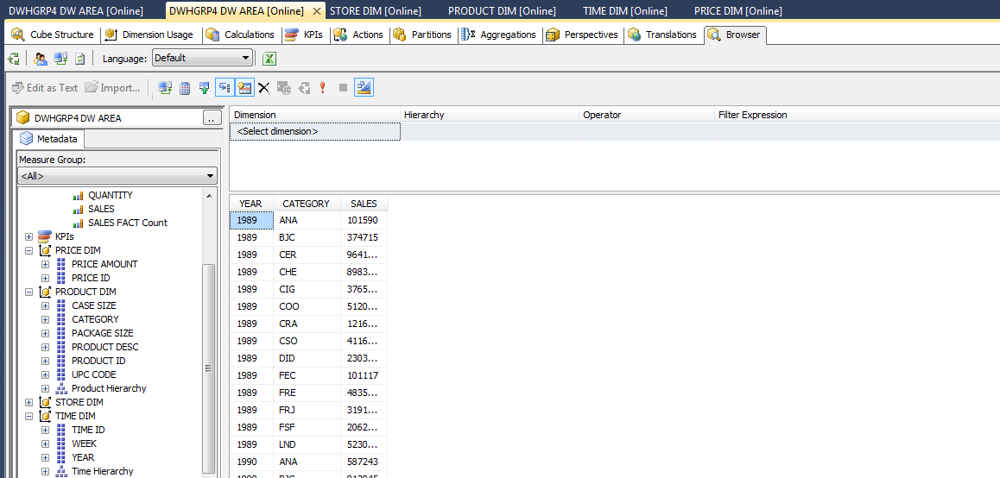 DWHGRP4 DW AREA [Online] DWHGRP4 DW AREA [Online] STORE DIM [Online] PRODUCT DIM [Online] TIME DIM [Online] PRICE DIM [Online]
Cube Structure Dimension Usage Calculations KPIs Actions Partitions Aggregations Perspectives Translations Browser
Language: Default
Edit as Text Import...
DWHGRP4 DW AREA ..
Metadata
Measure Group:
<All>
QUANTITY
SALES
SALES FACT Count
KPIs
PRICE DIM
PRICE AMOUNT
PRICE ID
PRODUCT DIM
CASE SIZE
CATEGORY
PACKAGE SIZE
PRODUCT DESC
PRODUCT ID
UPC CODE
Product Hierarchy
STORE DIM
TIME DIM
TIME ID
WEEK
YEAR
Time Hierarchy
Dimension Hierarchy Operator Filter Expression
<Select dimension>
YEAR CATEGORY SALES
1989 ANA 101590
1989 BJC 374715
1989 CER 9641...
1989 CHE 8983...
1989 CIG 3765...
1989 COO 5120...
1989 CRA 1216...
1989 CSO 4116...
1989 DID 2303...
1989 FEC 101117
1989 FRE 4835...
1989 FRJ 3191...
1989 FSF 2062...
1989 LND 5230...
1990 ANA 587243